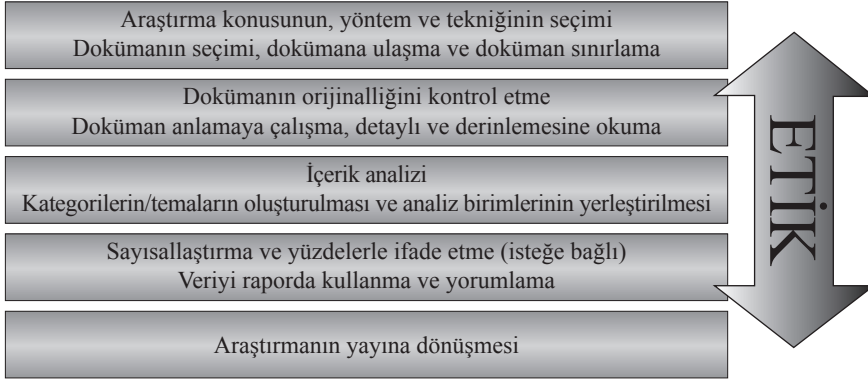 Araştırma konusunun, yöntem ve tekniğinin seçimi
Dokümanın seçimi, dokümana ulaşma ve doküman sınırlama
Dokümanın orijinalliğini kontrol etme
Doküman anlamaya çalışma, detaylı ve derinlemesine okuma
İçerik analizi
Kategorilerin/temaların oluşturulması ve analiz birimlerinin yerleştirilmesi
Sayısallaştırma ve yüzdelerle ifade etme (isteğe bağlı)
Veriyi raporda kullanma ve yorumlama
Araştırmanın yayına dönüşmesi
ETİK